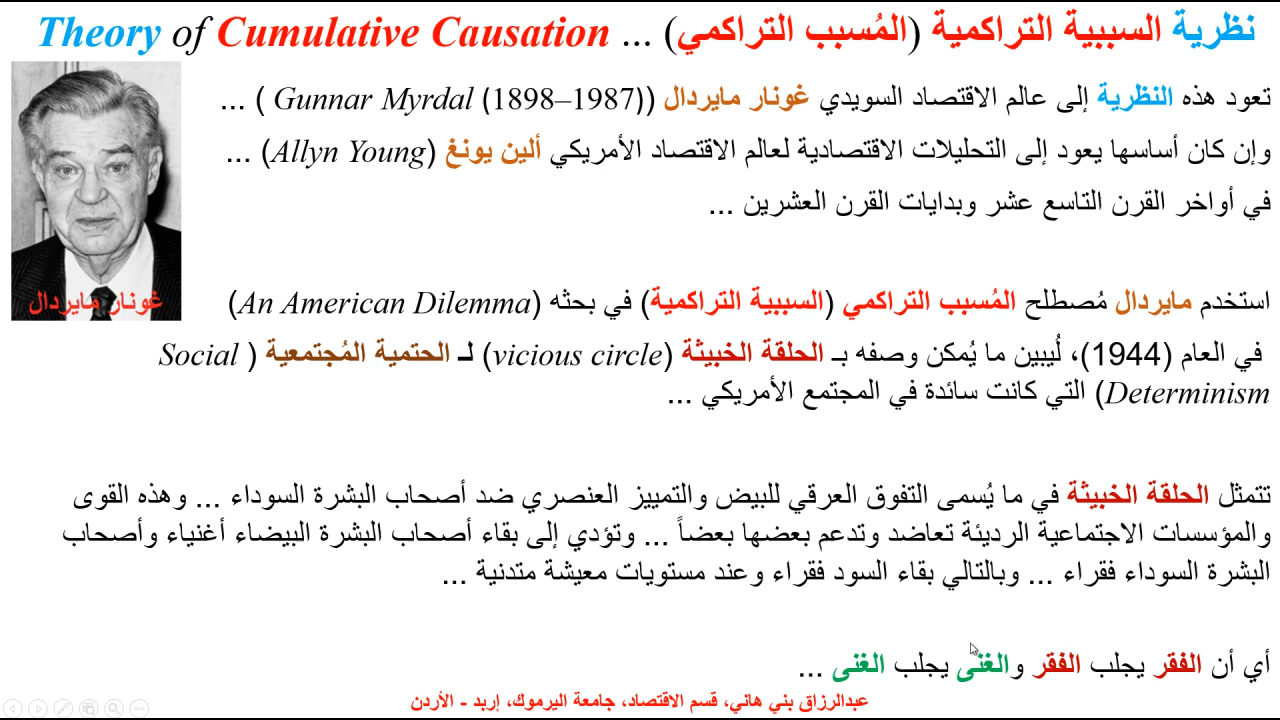 نظرية السببية التراكمية (المُسبب التراكمي) ... Theory of Cumulative Causation
تعود هذه النظرية إلى عالم الاقتصاد السويدي غونار مايردال (Gunnar Myrdal (1898–1987) ) ...
وإن كان أساسها يعود إلى التحليلات الاقتصادية لعالم الاقتصاد الأمريكي ألين يونغ (Allyn Young) ...
في أواخر القرن التاسع عشر وبدايات القرن العشرين ...
غونار مايردال
استخدم مايردال مُصطلح المُسبب التراكمي (السببية التراكمية) في بحثه (An American Dilemma)
في العام (1944)، لُيبين ما يُمكن وصفه بـ الحلقة الخبيثة (vicious circle) لـ الحتمية المُجتمعية ( Social
Determinism) التي كانت سائدة في المجتمع الأمريكي ...
تتمثل الحلقة الخبيثة في ما يُسمى التفوق العرقي للبيض والتمييز العنصري ضد أصحاب البشرة السوداء ... وهذه القوى
والمؤسسات الاجتماعية الرديئة تعاضد وتدعم بعضها بعضاً ... وتؤدي إلى بقاء أصحاب البشرة البيضاء أغنياء وأصحاب
البشرة السوداء فقراء ... وبالتالي بقاء السود فقراء وعند مستويات معيشة متدنية ...
أي أن الفقر يجلب الفقر والغنى يجلب الغنى ...
عبدالرزاق بني هاني، قسم الاقتصاد، جامعة اليرموك، إربد - الأردن